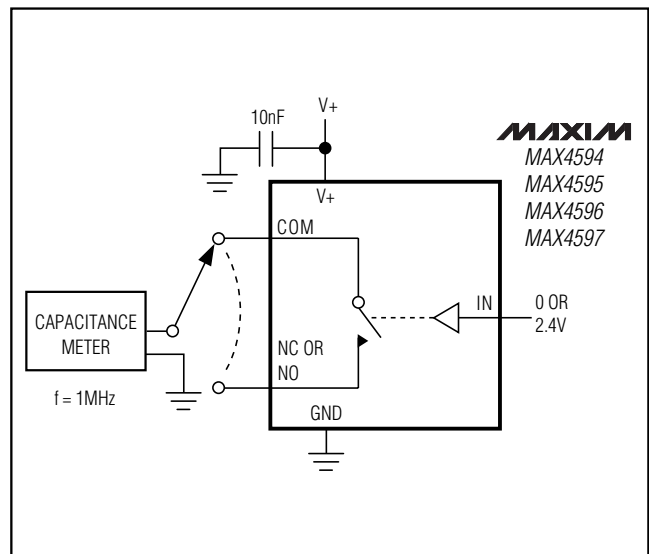 10nF
V+
V+
MAXIM
MAX4594
MAX4595
MAX4596
MAX4597
COM
IN
0 OR
2.4V
CAPACITANCE
METER
f = 1MHz
NC OR
NO
GND